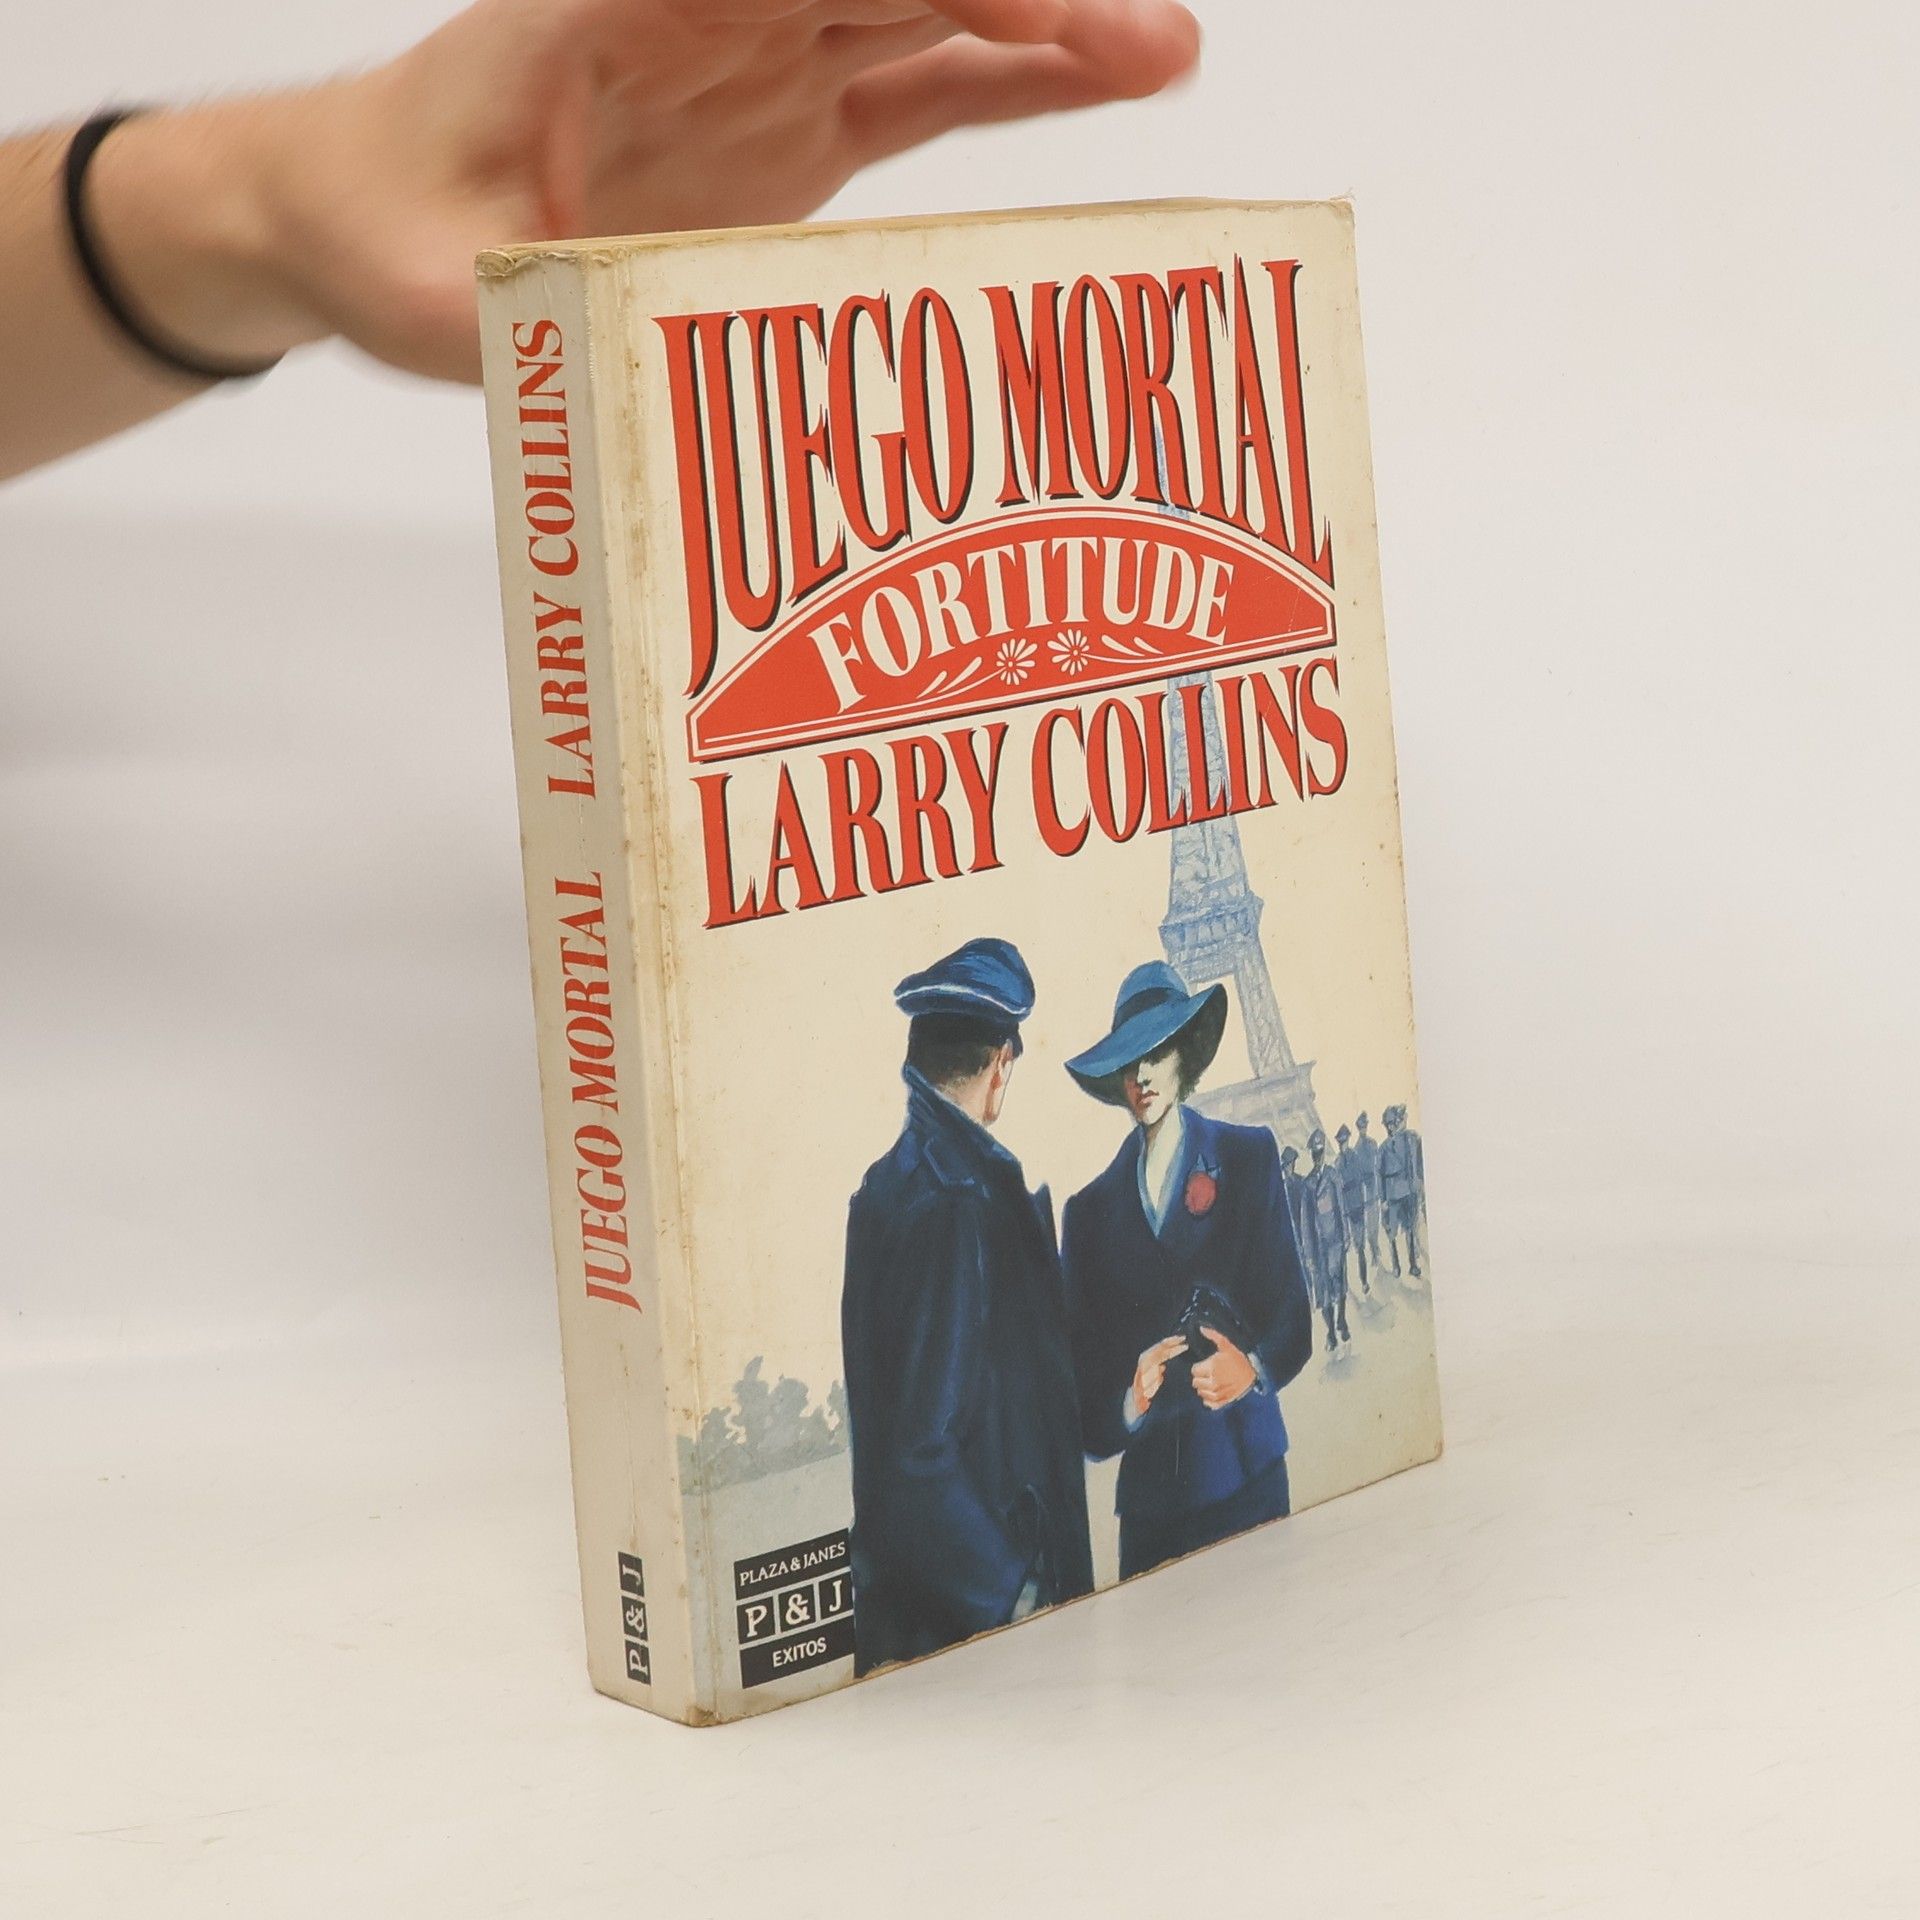 JUEGO MORTAL
FORTITUDE
LARRY COLLINS
PLAZA & JANES
P & J
EXITOS
JUEGO MORTAL LARRY COLLINS
P & J